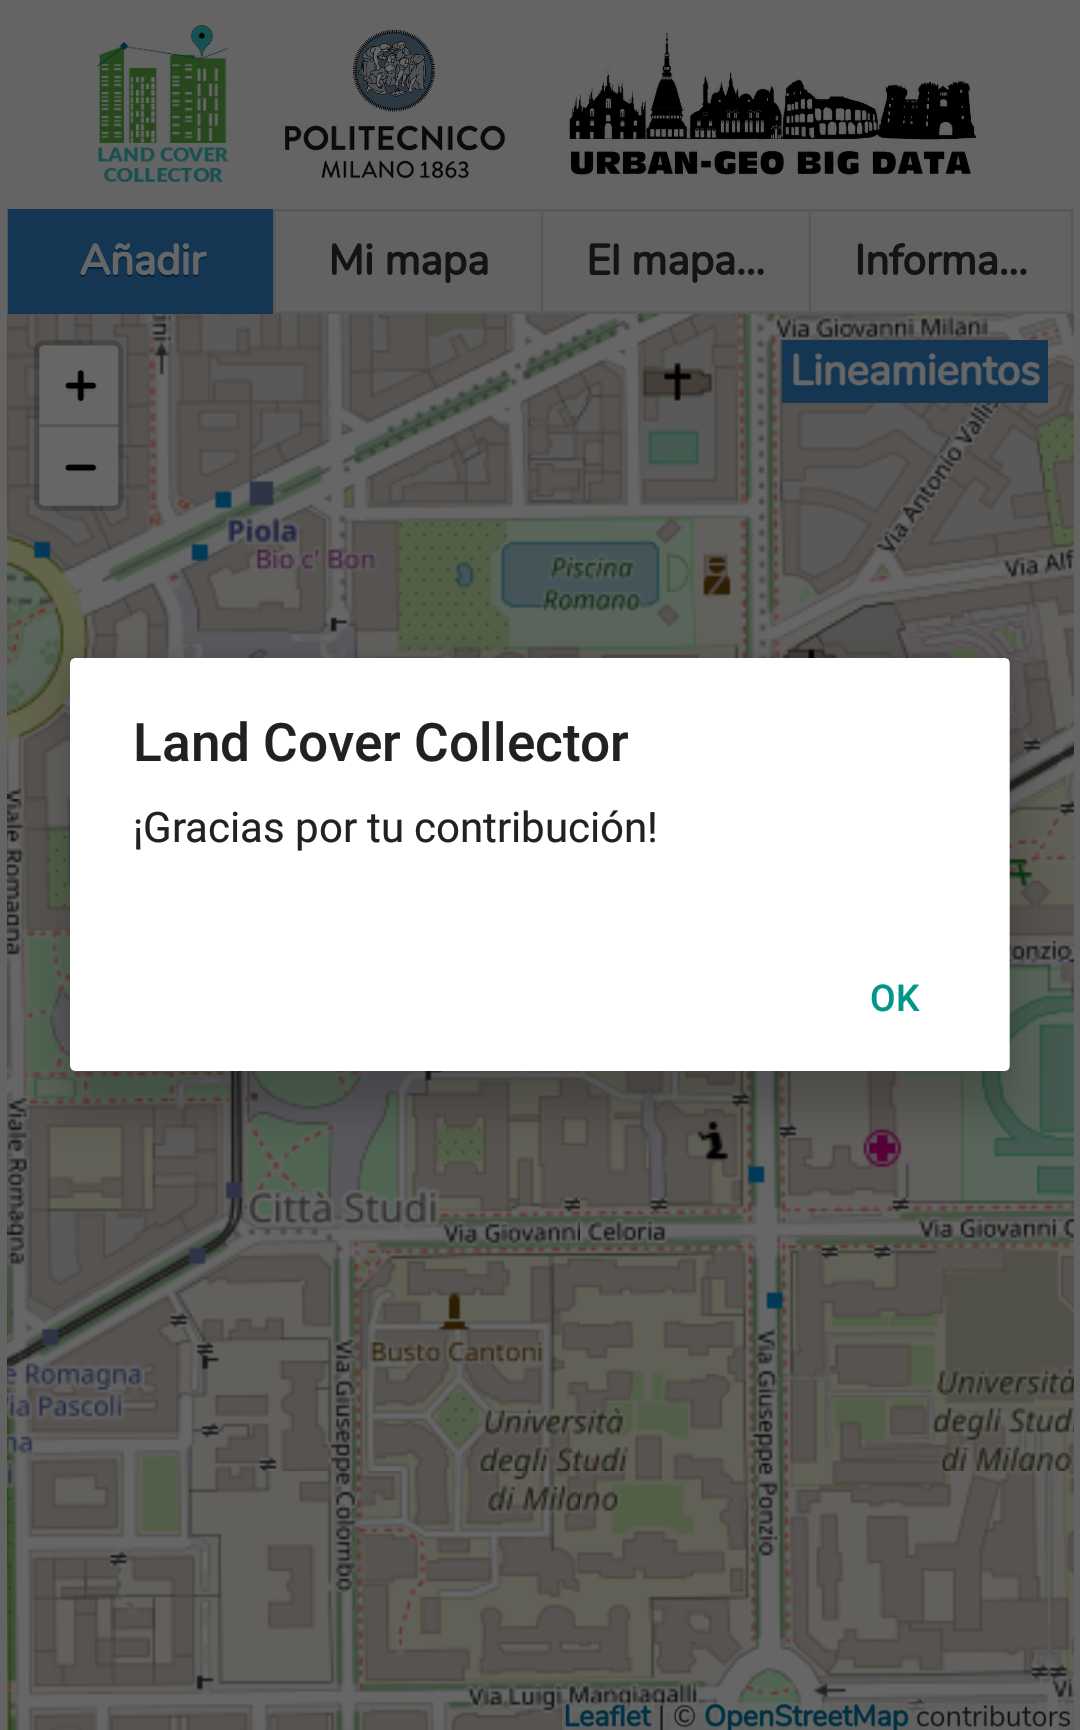 LAND COVER
COLLECTOR
POLITECNICO
MILANO 1863
URBAN-GEO BIG DATA
Añadir
Mi mapa
El mapa...
Informa...
+
−
Via Giovanni Milani
Lineamientos
Via Antonio Vallis
Via Alf
Piola
Bio c' Bon
Piscina
Romano
Viale Romagna
Land Cover Collector
¡Gracias por tu contribución!
OK
onzio
Viale Romagna
Città Studi
Via Giovanni Celoria
Via Giovanni C
Busto Cantoni
e Romagna
ia Pascoli
na
Via Giuseppe Colombo
Università
degli Studi
di Milano
Via Giuseppe Ponzio
Università
degli Stud
di Milano
Via Luigi Mangiagalli
Vi
Leaflet | © OpenStreetMap contributors